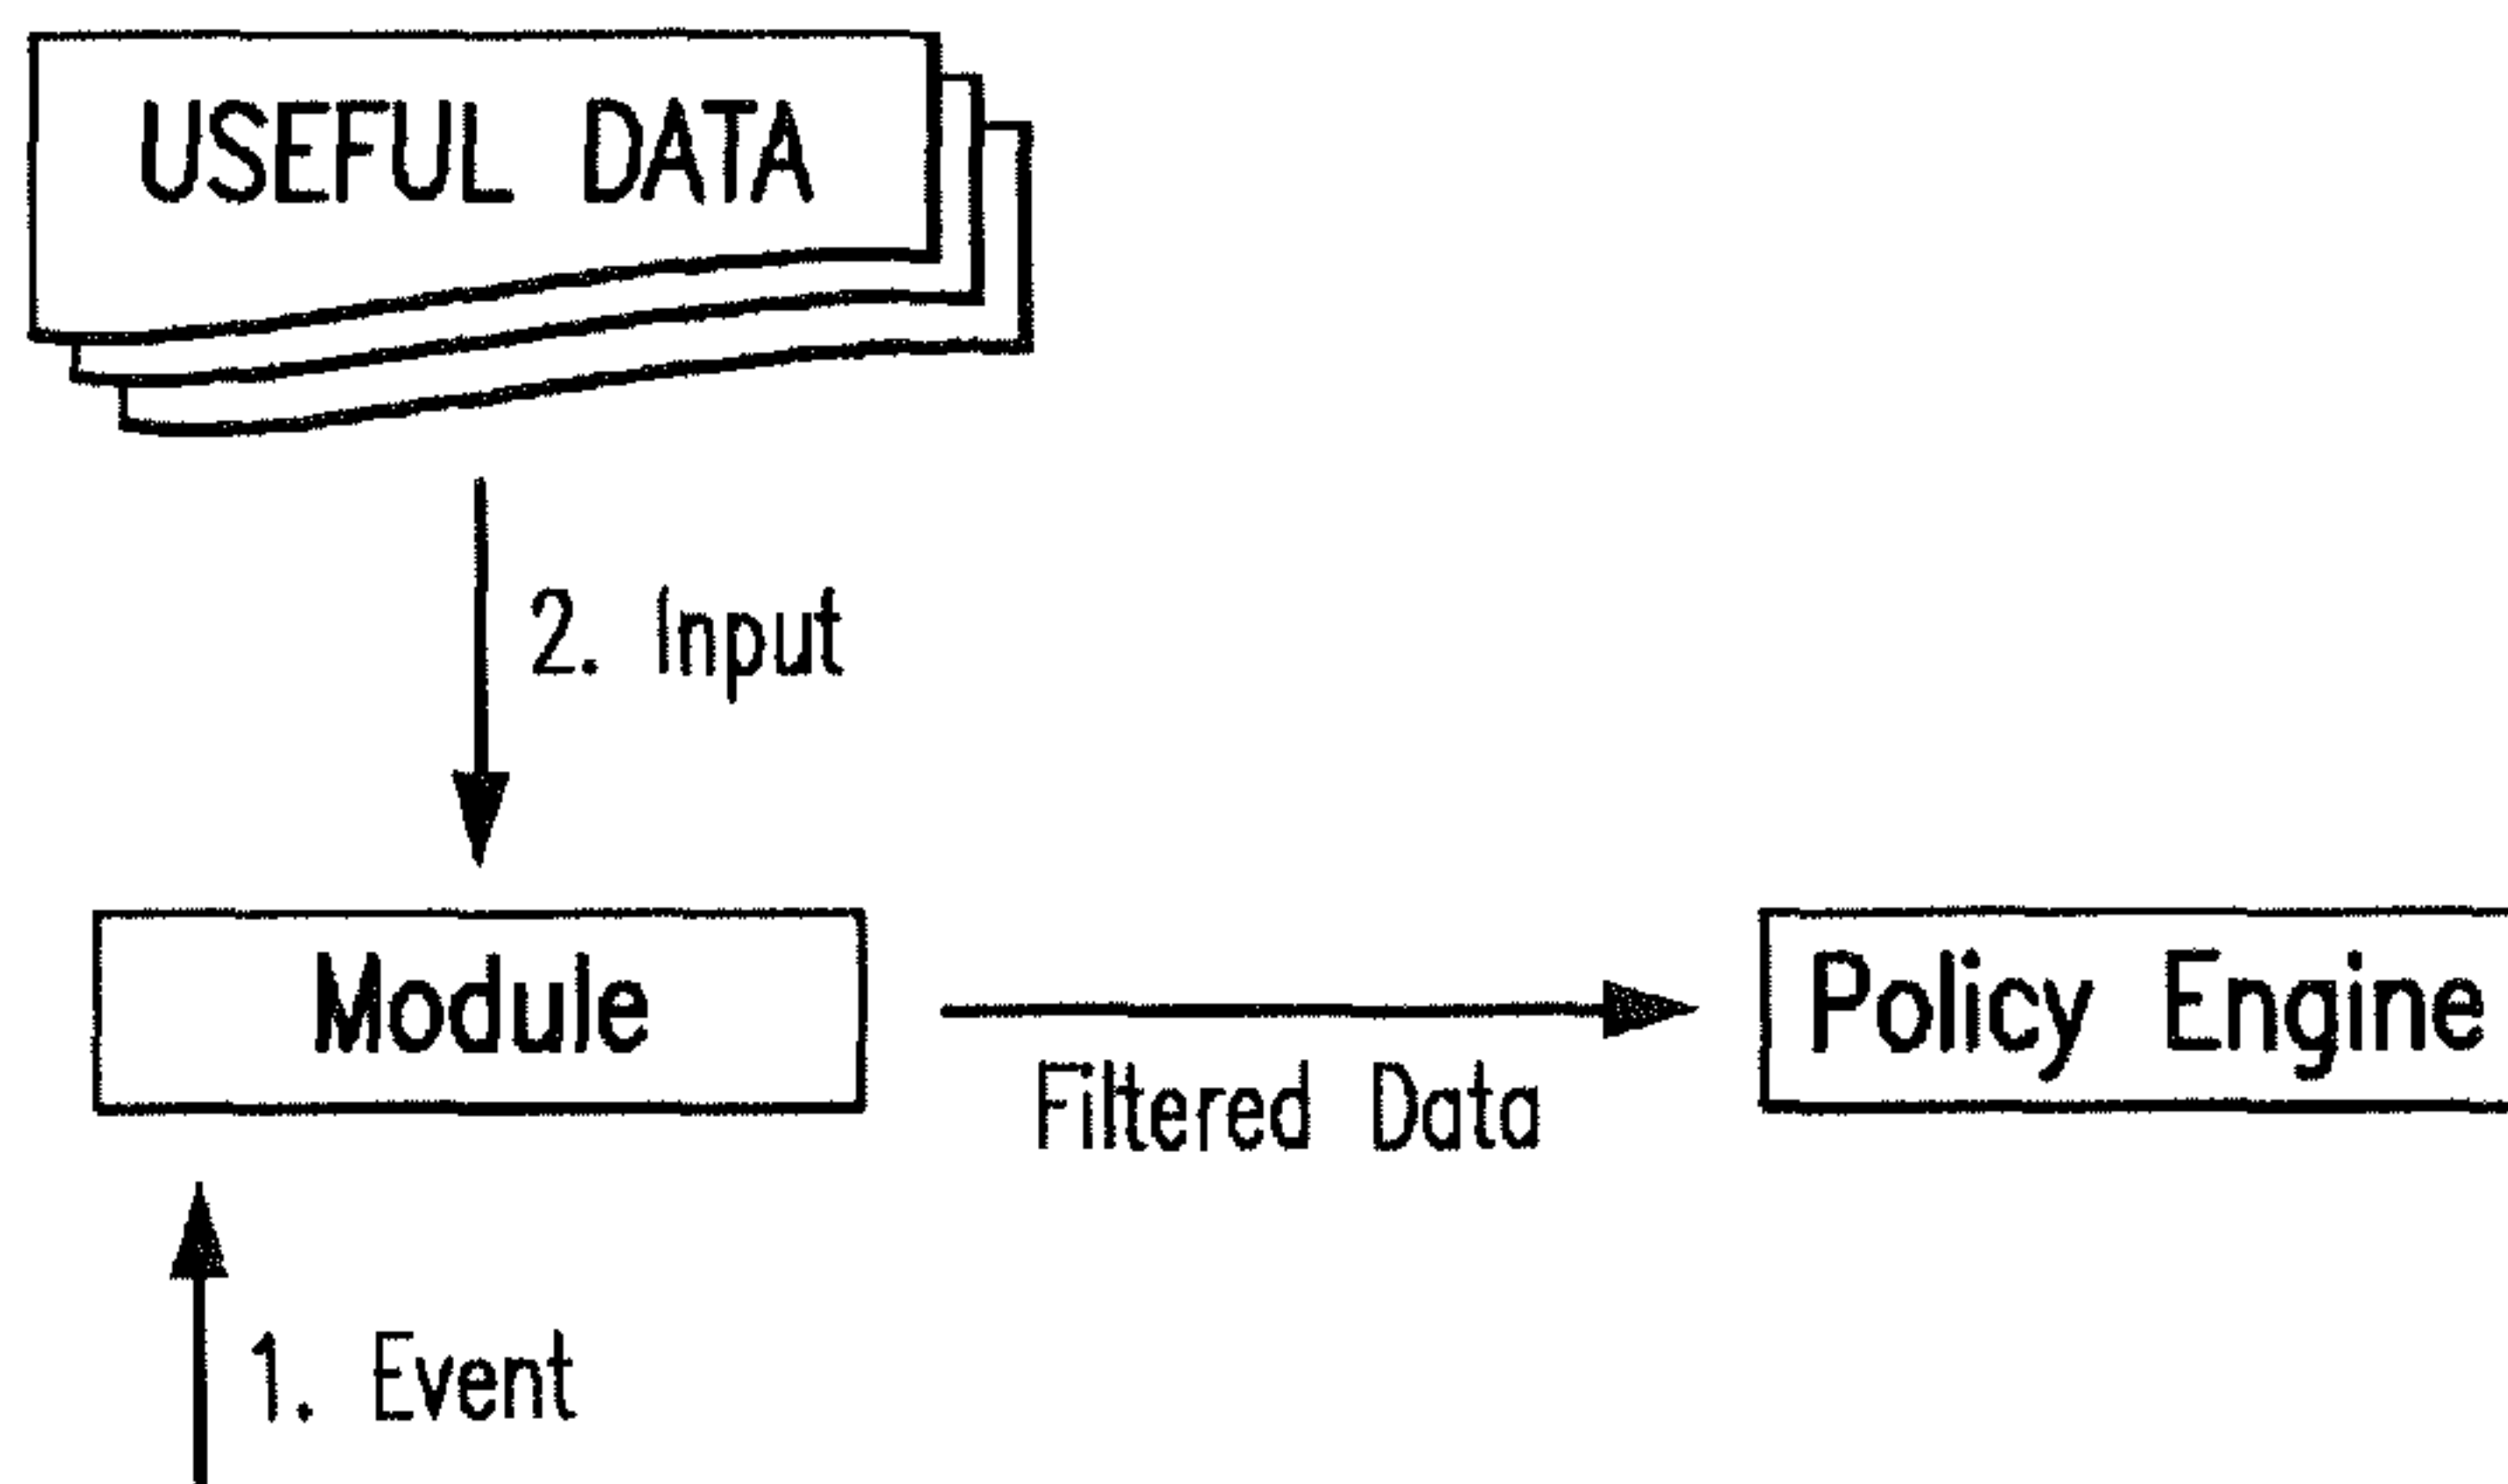 USEFUL DATA
2. Input
Module
Policy Engine
Filtered Data
1. Event